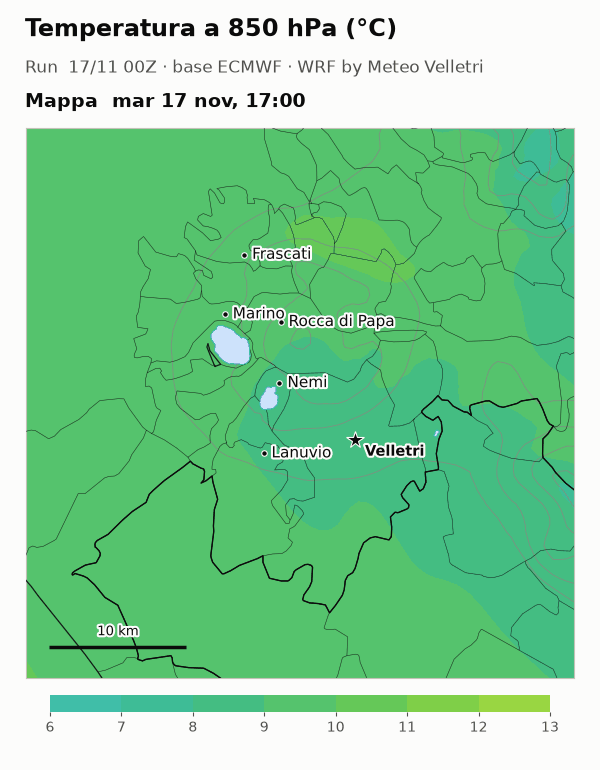 Temperatura a 850 hPa (°C)
Run  17/11 00Z · base ECMWF · WRF by Meteo Velletri
Mappa  mar 17 nov, 17:00
Frascati
Marino
Rocca di Papa
Nemi
Velletri
Lanuvio
10 km
6 7 8 9 10 11 12 13